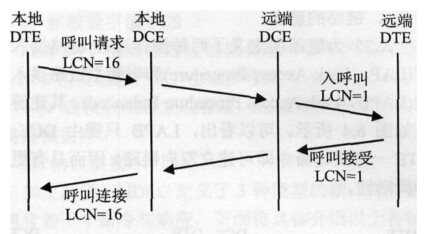 本地 本地 远端 远端
DTE DCE DCE DTE
呼叫请求
LCN=16
入呼叫
LCN=1
呼叫接受
LCN=1
呼叫连接
LCN=16